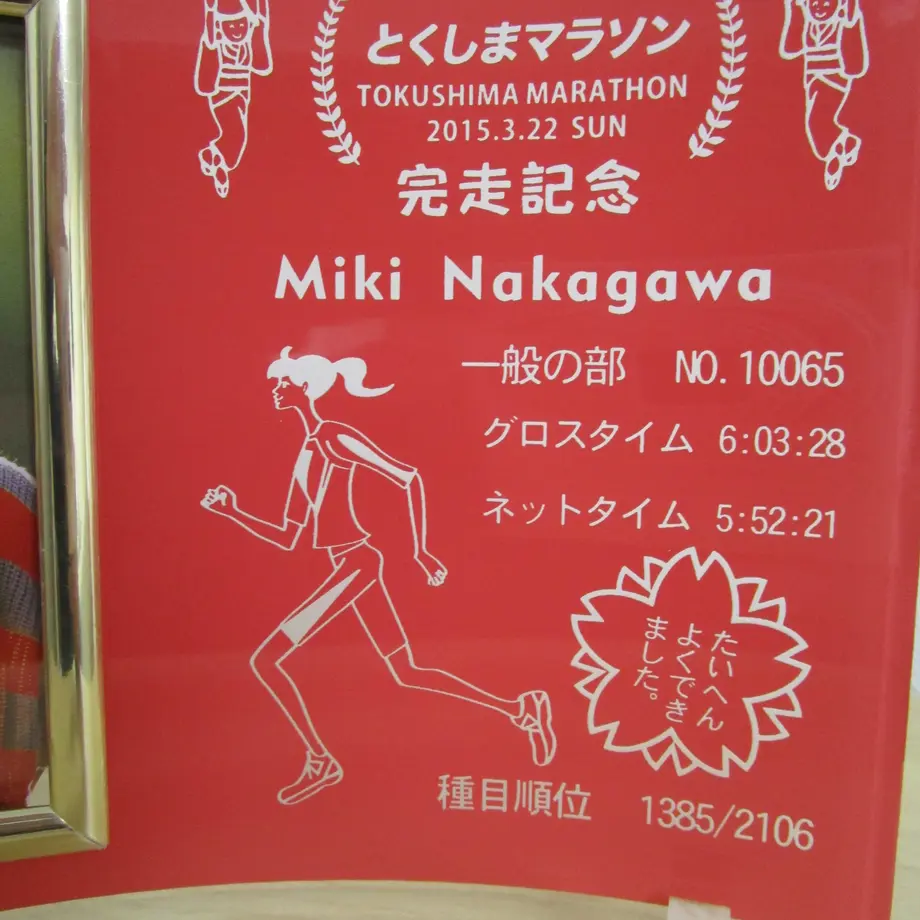 とくしまマラソン
TOKUSHIMA MARATHON
2015.3.22 SUN
完走記念
Miki Nakagawa
一般の部 NO.10065
グロスタイム 6:03:28
ネットタイム 5:52:21
たいへん
よくでき
ました。
種目順位 1385/2106